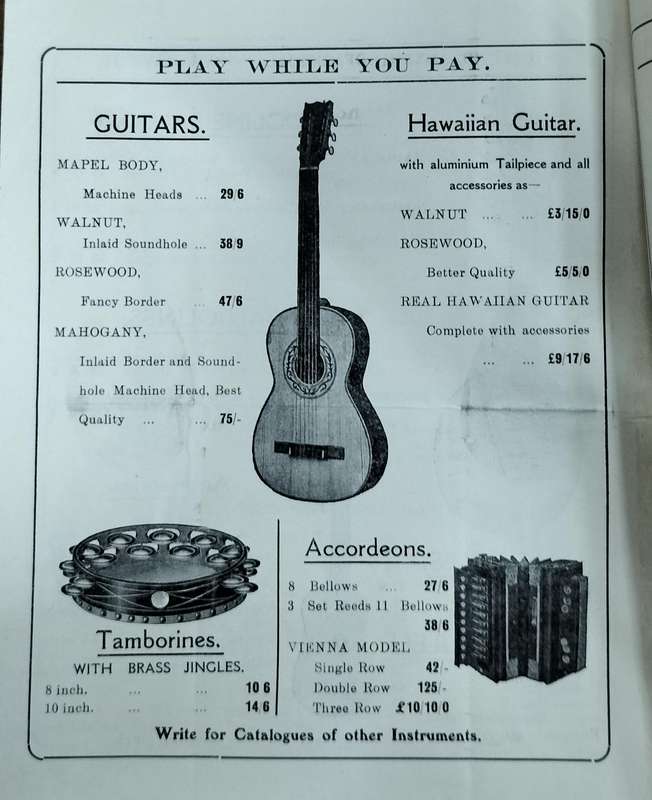 PLAY WHILE YOU PAY.
GUITARS.
MAPEL BODY,
Machine Heads ... 29/6
WALNUT,
Inlaid Soundhole ... 38/9
ROSEWOOD,
Fancy Border ... 47/6
MAHOGANY,
Inlaid Border and Sound-
hole Machine Head, Best
Quality ... ... 75/-
Hawaiian Guitar.
with aluminium Tailpiece and all
accessories as—
WALNUT ... ... £3/15/0
ROSEWOOD,
Better Quality £5/5/0
REAL HAWAIIAN GUITAR
Complete with accessories
... ... £9/17/6
Tamborines.
WITH BRASS JINGLES.
8 inch. ... ... 10 6
10 inch. ... ... 14/6
Accordeons.
8 Bellows ... 27/6
3 Set Reeds 11 Bellows
38/6
VIENNA MODEL
Single Row 42/-
Double Row 125/-
Three Row £10/10/0
Write for Catalogues of other Instruments.